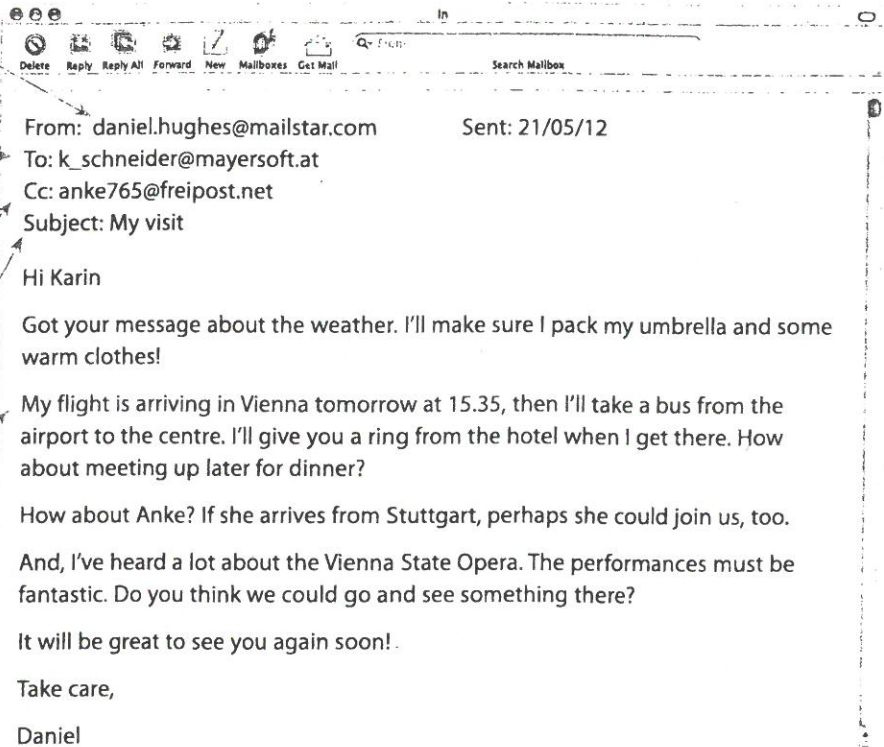 In
Delete Reply Reply All Forward New Mailboxes Get Mail Search Mailbox
From: daniel.hughes@mailstar.com Sent: 21/05/12
To: k_schneider@mayersoft.at
Cc: anke765@freipost.net
Subject: My visit
Hi Karin
Got your message about the weather. I'll make sure I pack my umbrella and some
warm clothes!
My flight is arriving in Vienna tomorrow at 15.35, then I'll take a bus from the
airport to the centre. I'll give you a ring from the hotel when I get there. How
about meeting up later for dinner?
How about Anke? If she arrives from Stuttgart, perhaps she could join us, too.
And, I've heard a lot about the Vienna State Opera. The performances must be
fantastic. Do you think we could go and see something there?
It will be great to see you again soon!
Take care,
Daniel